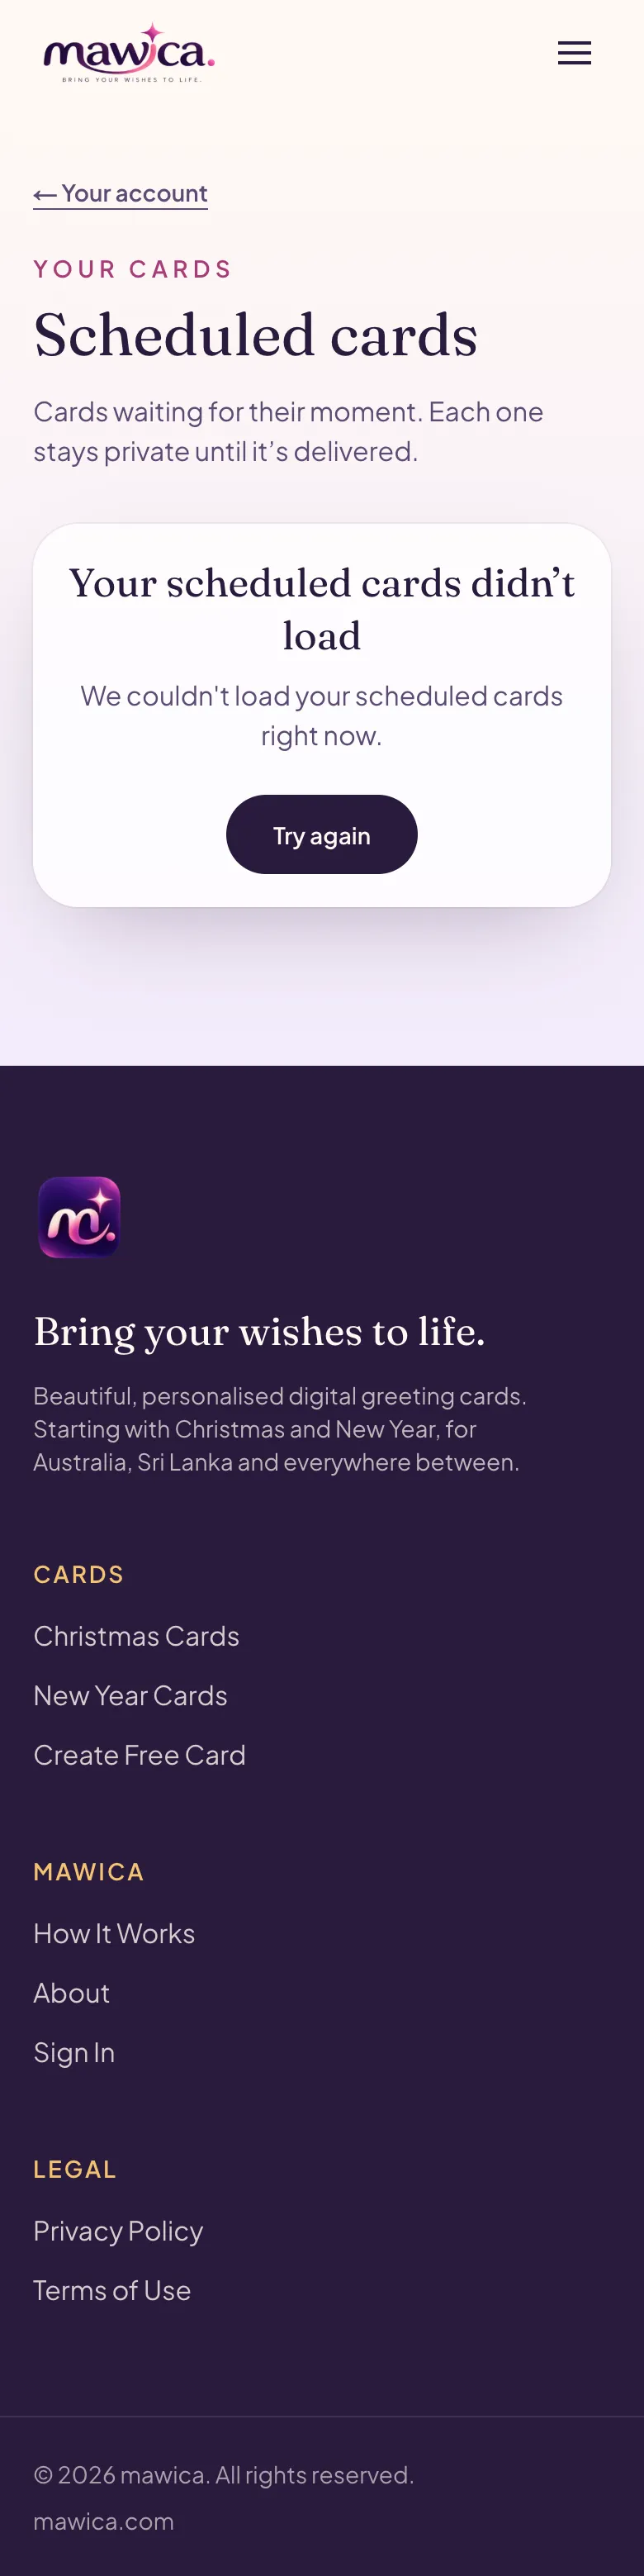 mawica.
BRING YOUR WISHES TO LIFE.
← Your account
YOUR CARDS
Scheduled cards
Cards waiting for their moment. Each one
stays private until it’s delivered.
Your scheduled cards didn’t
load
We couldn't load your scheduled cards
right now.
Try again
mc.
Bring your wishes to life.
Beautiful, personalised digital greeting cards.
Starting with Christmas and New Year, for
Australia, Sri Lanka and everywhere between.
CARDS
Christmas Cards
New Year Cards
Create Free Card
MAWICA
How It Works
About
Sign In
LEGAL
Privacy Policy
Terms of Use
© 2026 mawica. All rights reserved.
mawica.com